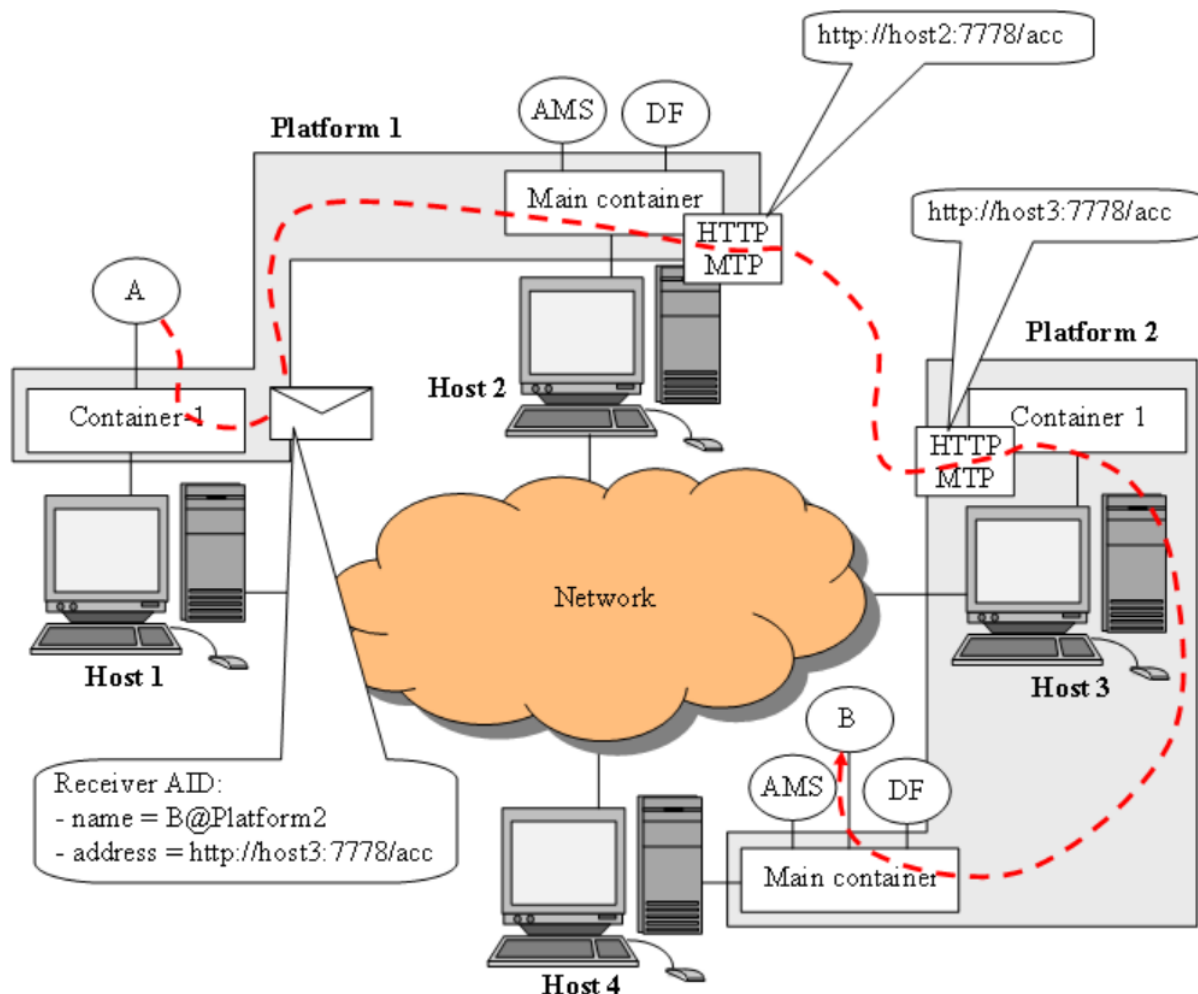 http://host2:7778/acc
AMS
DF
Platform 1
Main container
http://host3:7778/acc
HTTP
MTP
A
Platform 2
Host 2
Container 1
Container 1
HTTP
MTP
Network
Host 1
Host 3
B
Receiver AID:
- name = B@Platform2
- address = http://host3:7778/acc
AMS
DF
Main container
Host 4